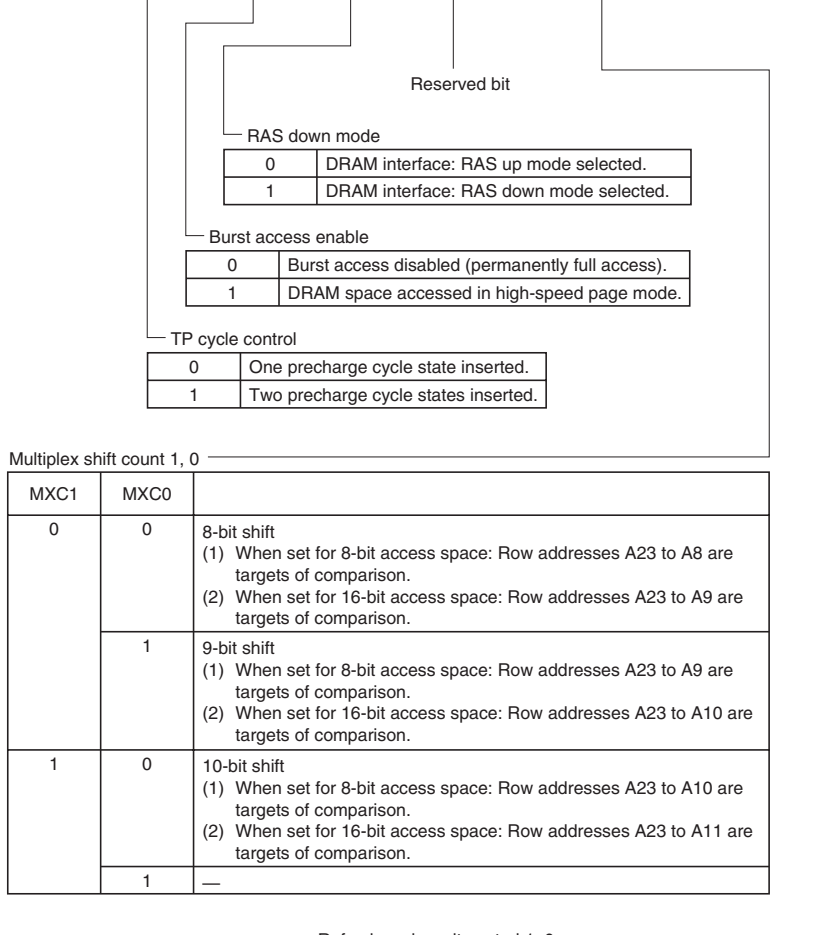 Reserved bit
RAS down mode
0 DRAM interface: RAS up mode selected.
1 DRAM interface: RAS down mode selected.
Burst access enable
0 Burst access disabled (permanently full access).
1 DRAM space accessed in high-speed page mode.
TP cycle control
0 One precharge cycle state inserted.
1 Two precharge cycle states inserted.
Multiplex shift count 1, 0
MXC1 MXC0
0 0 8-bit shift
(1) When set for 8-bit access space: Row addresses A23 to A8 are
targets of comparison.
(2) When set for 16-bit access space: Row addresses A23 to A9 are
targets of comparison.
1 9-bit shift
(1) When set for 8-bit access space: Row addresses A23 to A9 are
targets of comparison.
(2) When set for 16-bit access space: Row addresses A23 to A10 are
targets of comparison.
1 0 10-bit shift
(1) When set for 8-bit access space: Row addresses A23 to A10 are
targets of comparison.
(2) When set for 16-bit access space: Row addresses A23 to A11 are
targets of comparison.
1 —